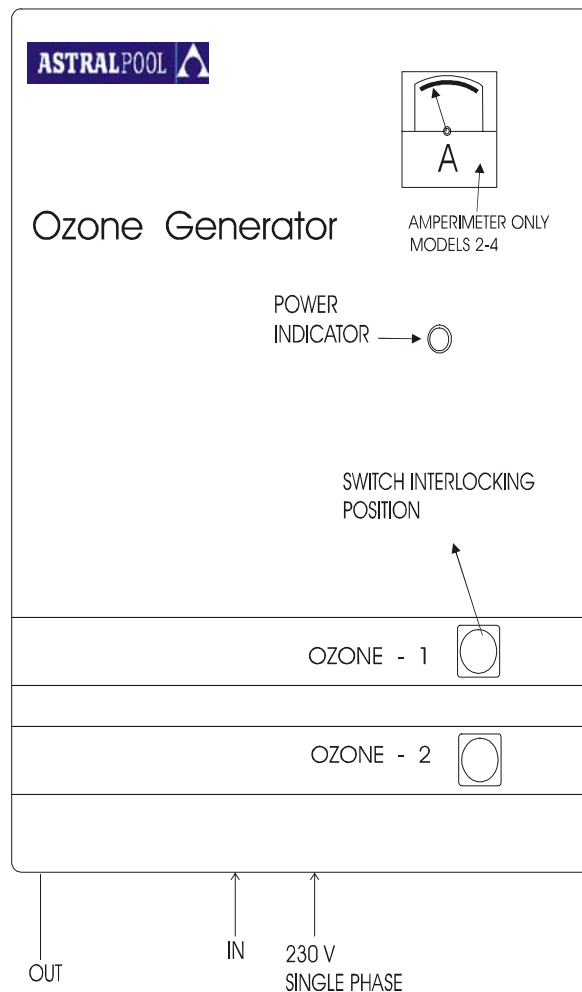 ASTRALPOOL
A
Ozone Generator
AMPERIMETER ONLY
MODELS 2-4
POWER
INDICATOR
SWITCH INTERLOCKING
POSITION
OZONE - 1
OZONE - 2
OUT
IN
230 V
SINGLE PHASE